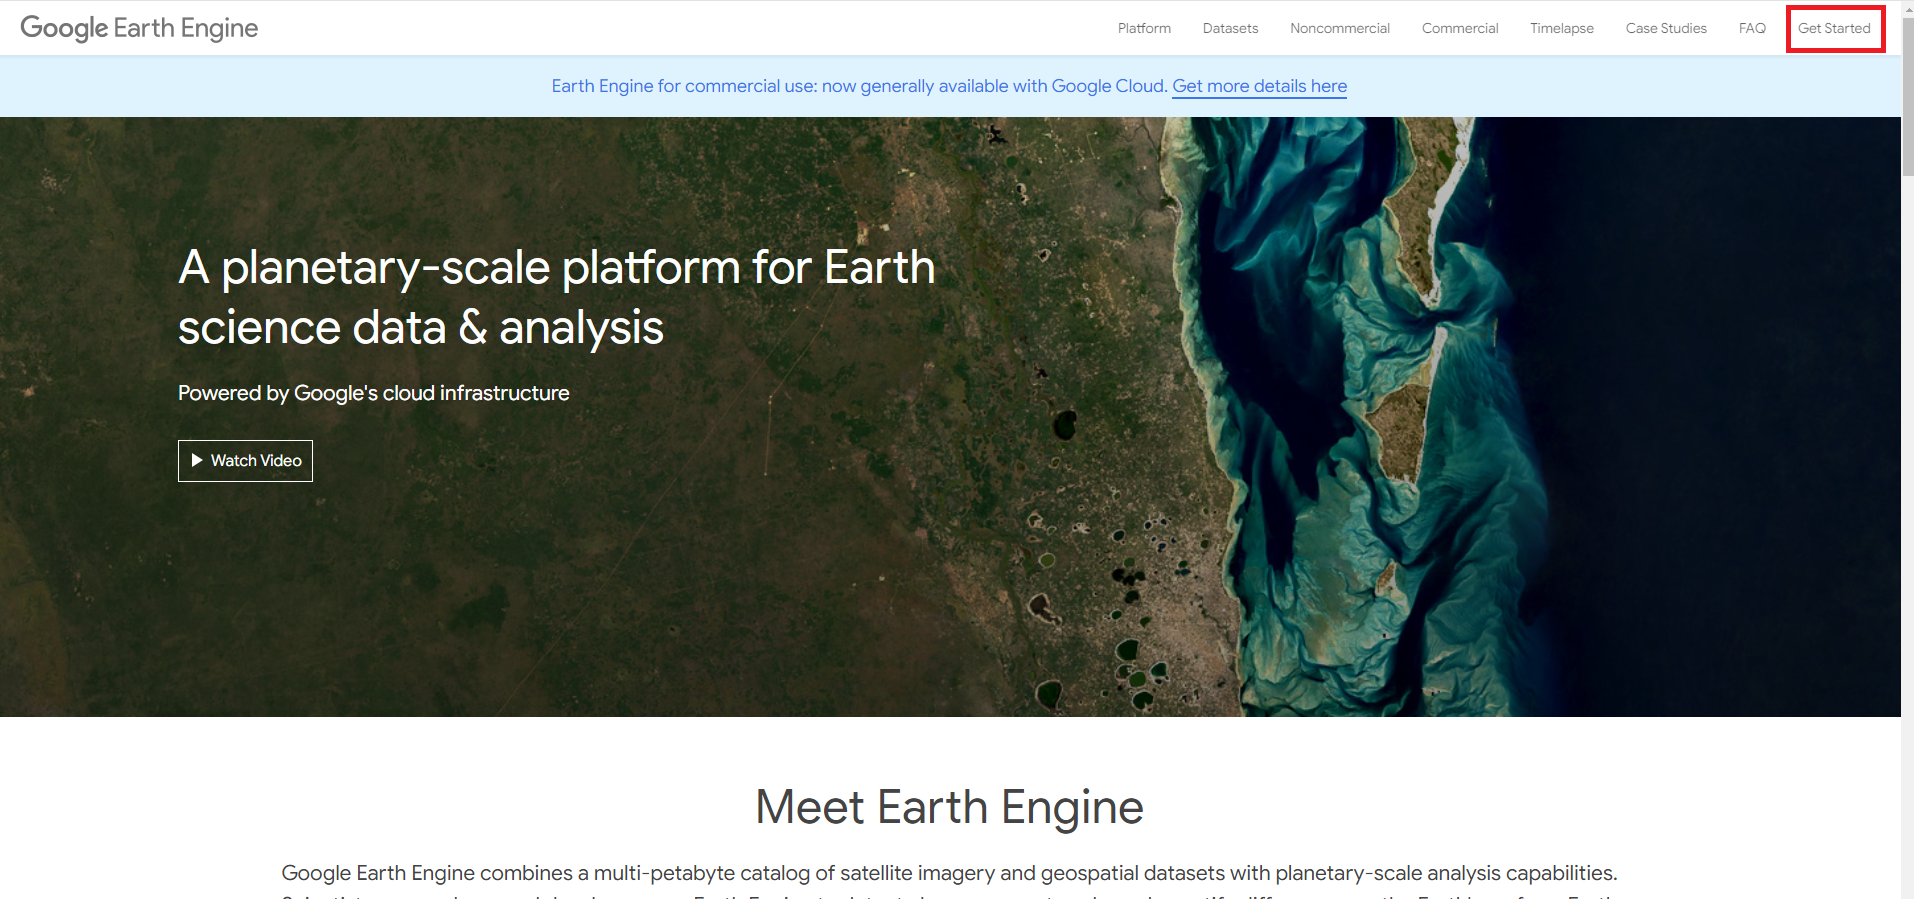 Google Earth Engine
Platform
Datasets
Noncommercial
Commercial
Timelapse
Case Studies
FAQ
Get Started
Earth Engine for commercial use: now generally available with Google Cloud. Get more details here
A planetary-scale platform for Earth
science data & analysis
Powered by Google's cloud infrastructure
Watch Video
Meet Earth Engine
Google Earth Engine combines a multi-petabyte catalog of satellite imagery and geospatial datasets with planetary-scale analysis capabilities.